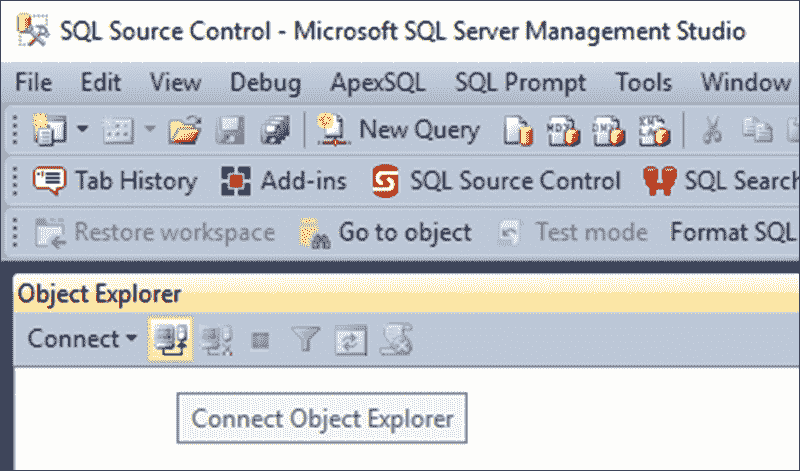 SQL Source Control - Microsoft SQL Server Management Studio
File Edit View Debug ApexSQL SQL Prompt Tools Window
New Query
Tab History Add-ins SQL Source Control SQL Search
Restore workspace Go to object Test mode Format SQL
Object Explorer
Connect
Connect Object Explorer